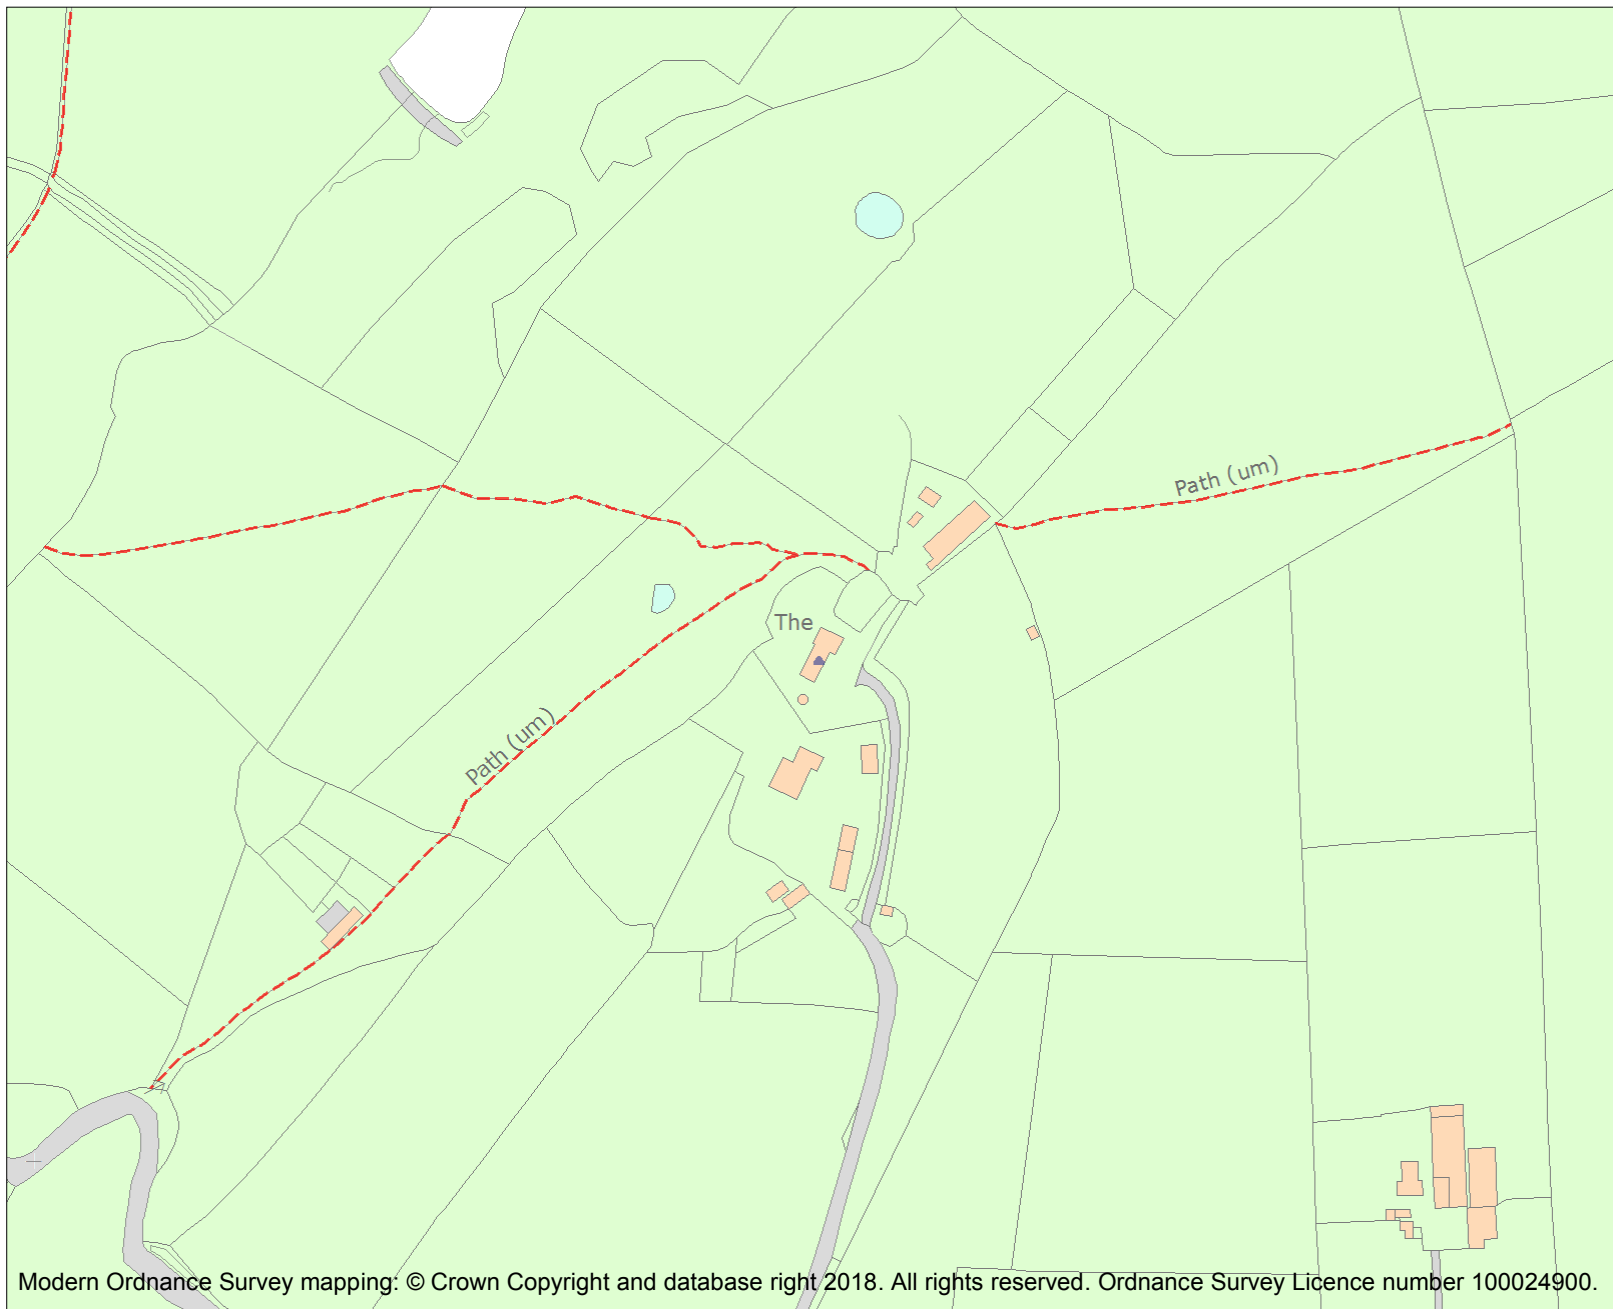 Path (um)
The
Path (um)
Modern Ordnance Survey mapping: © Crown Copyright and database right 2018. All rights reserved. Ordnance Survey Licence number 100024900.